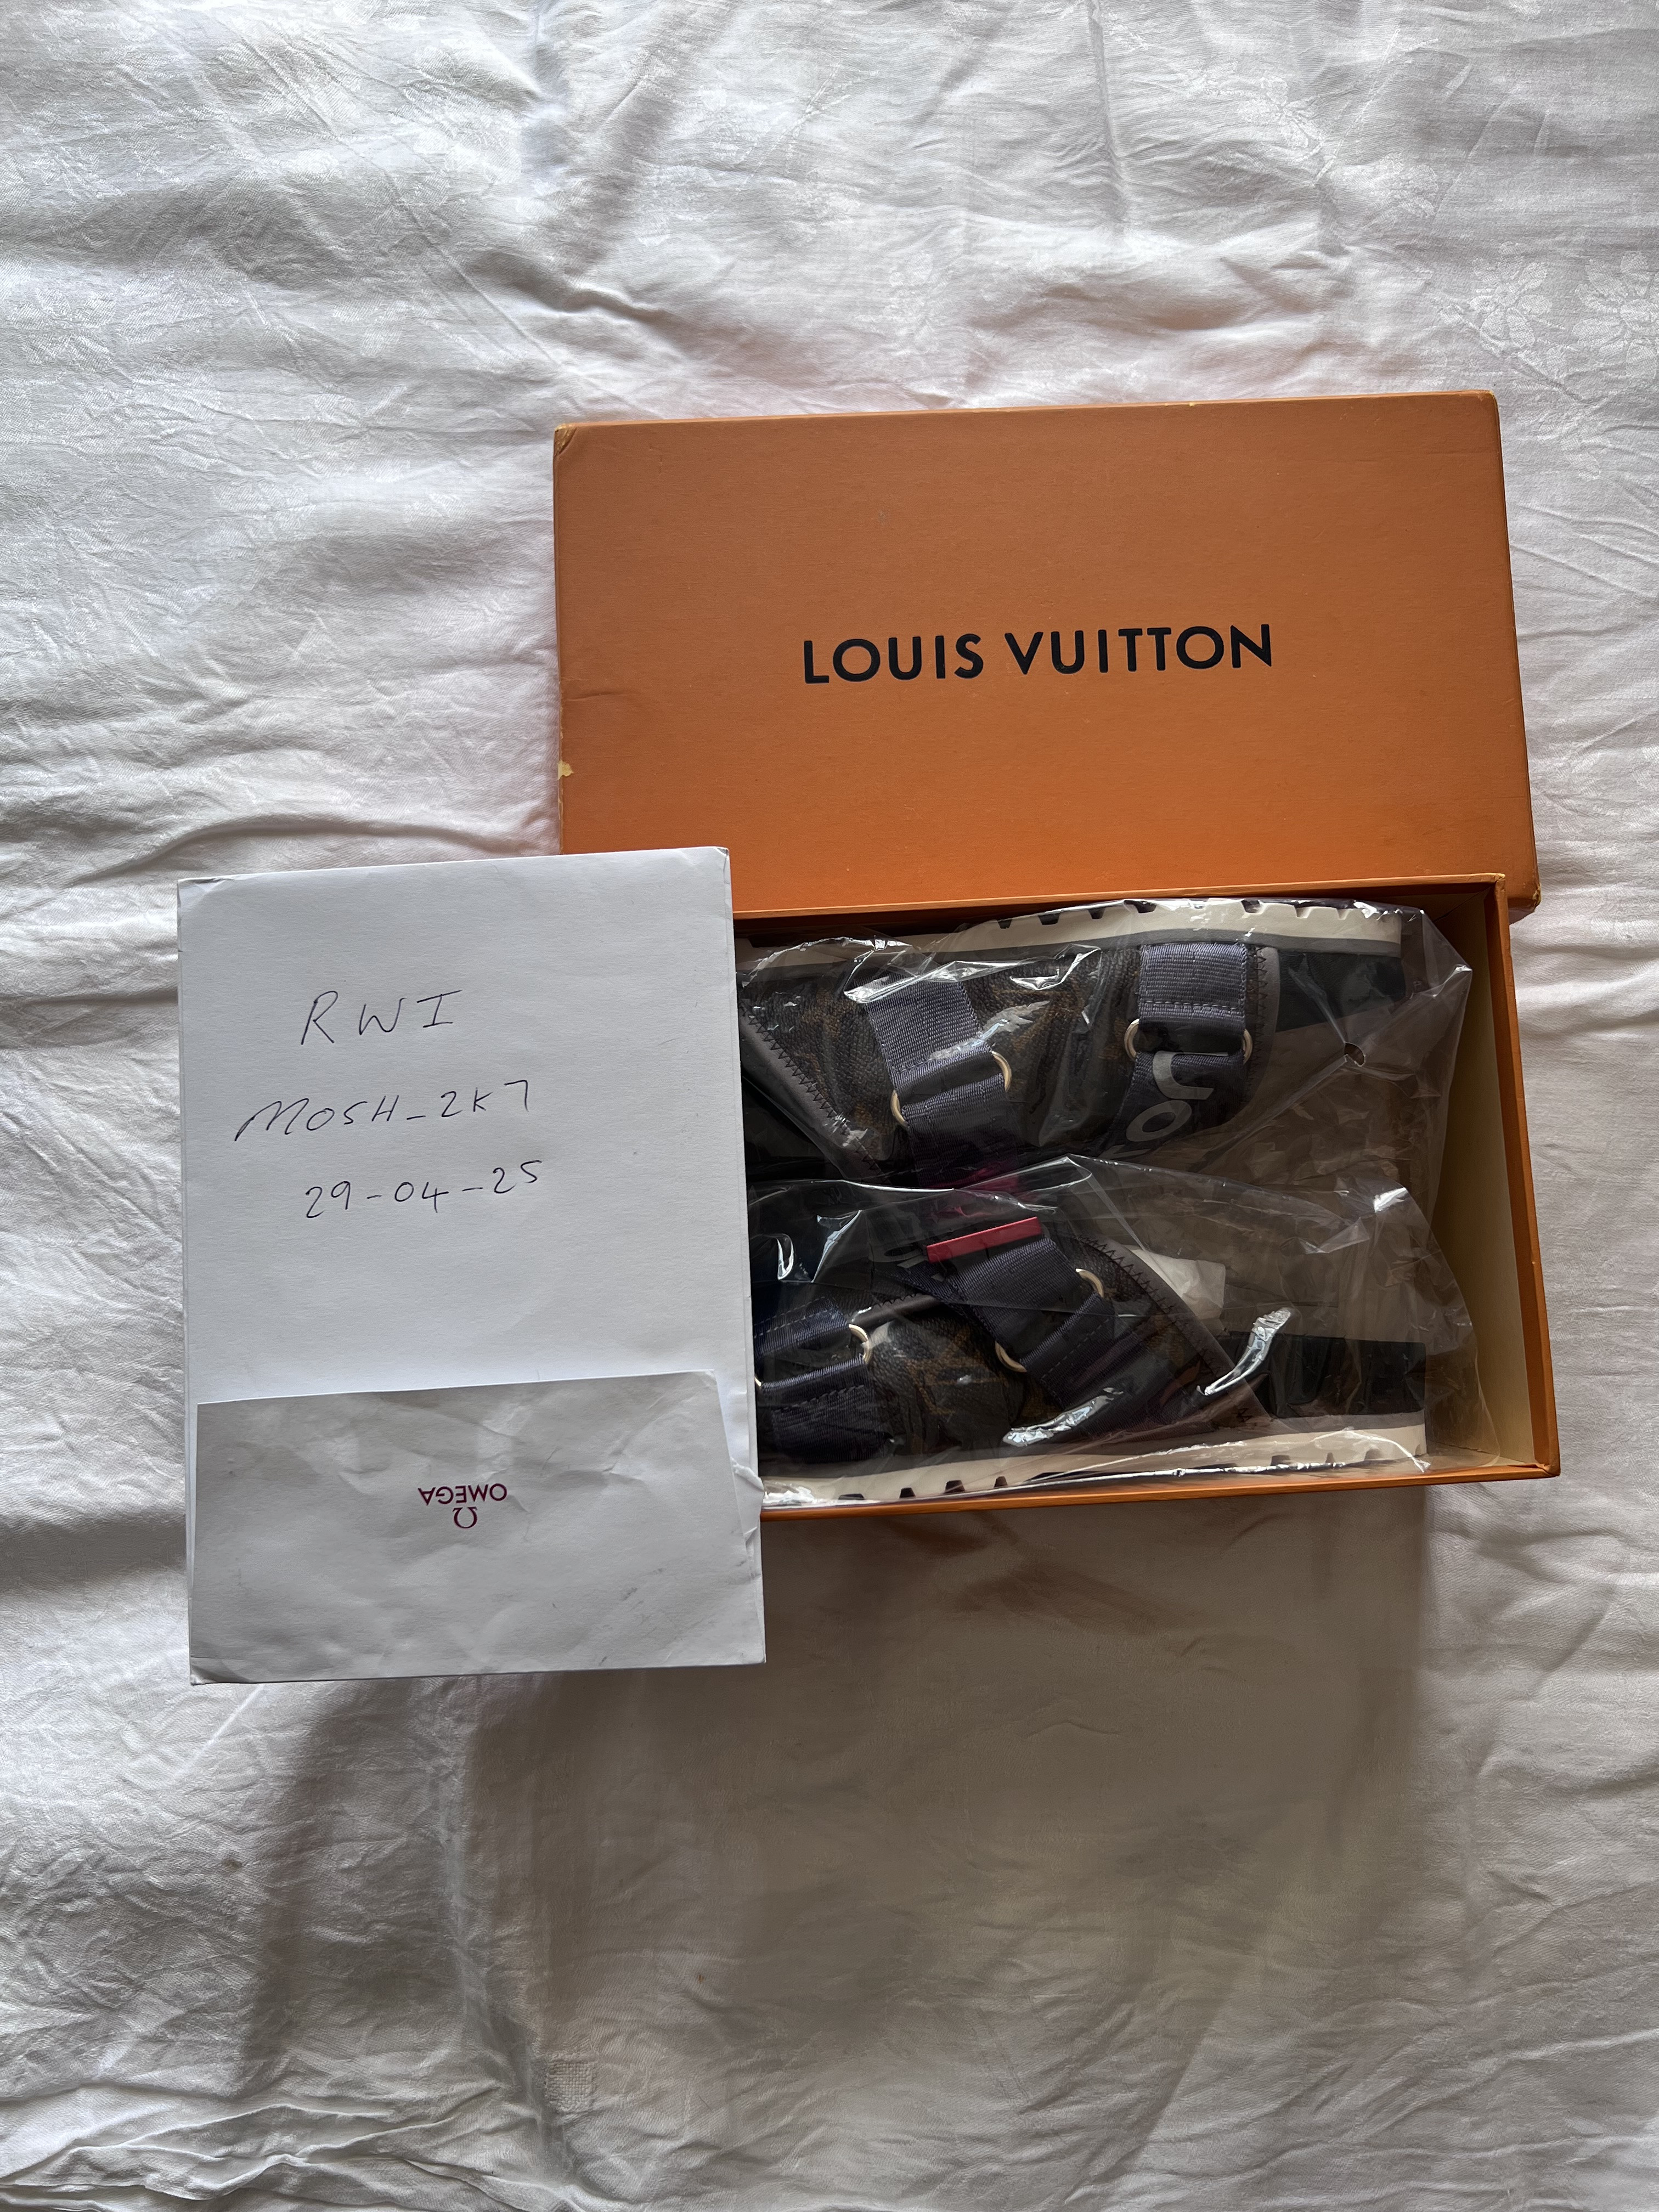 LOUIS VUITTON
RWI
MOSH_2K7
29-04-25
Ω
OMEGA